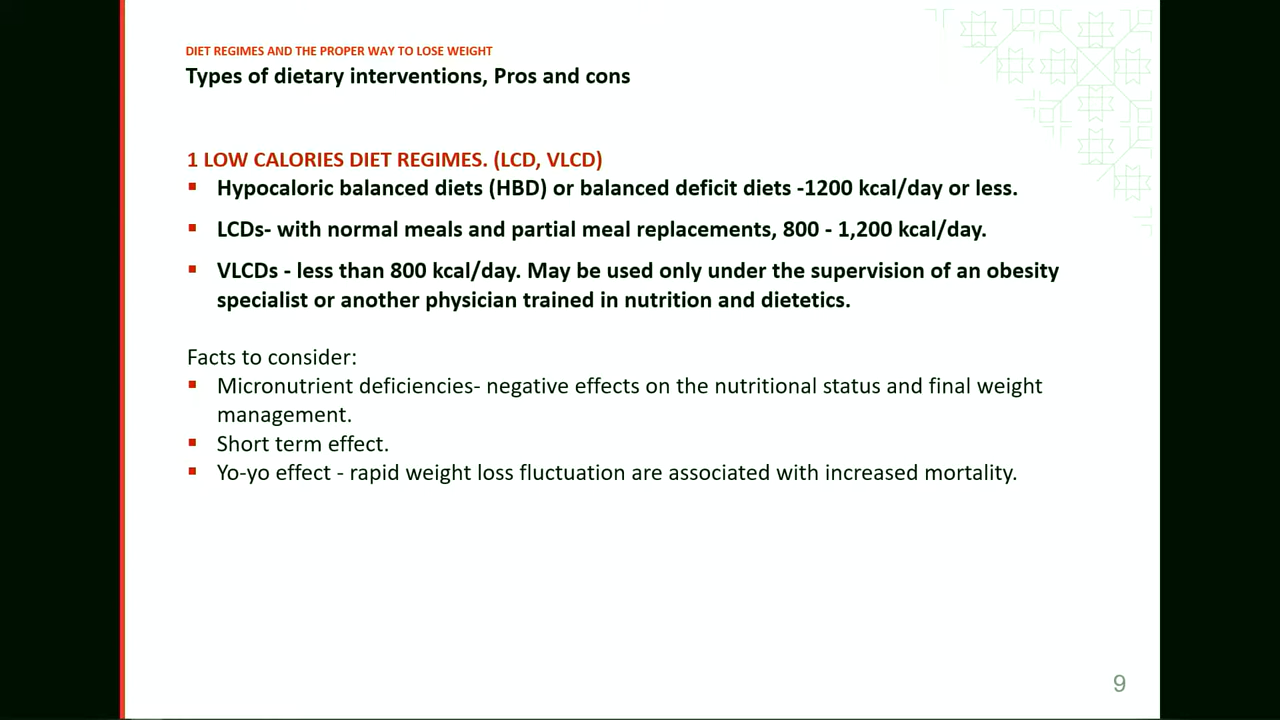 DIET REGIMES AND THE PROPER WAY TO LOSE WEIGHT
Types of dietary interventions, Pros and cons
1 LOW CALORIES DIET REGIMES. (LCD, VLCD)
▪ Hypocaloric balanced diets (HBD) or balanced deficit diets -1200 kcal/day or less.
▪ LCDs- with normal meals and partial meal replacements, 800 - 1,200 kcal/day.
▪ VLCDs - less than 800 kcal/day. May be used only under the supervision of an obesity
specialist or another physician trained in nutrition and dietetics.
Facts to consider:
▪ Micronutrient deficiencies- negative effects on the nutritional status and final weight
management.
▪ Short term effect.
▪ Yo-yo effect - rapid weight loss fluctuation are associated with increased mortality.
9